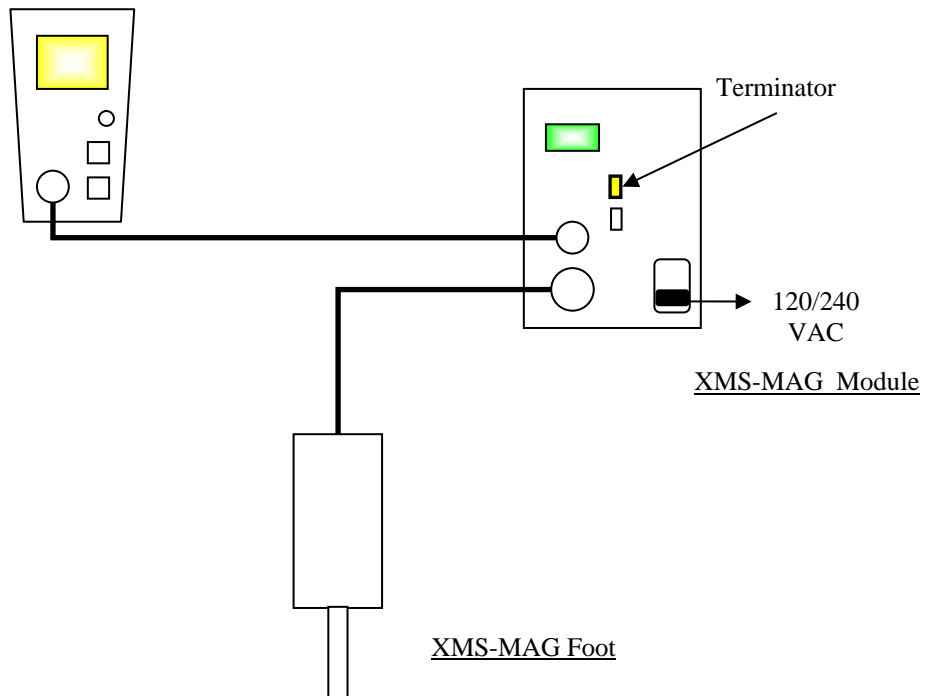 Terminator
120/240
VAC
XMS-MAG Module
XMS-MAG Foot